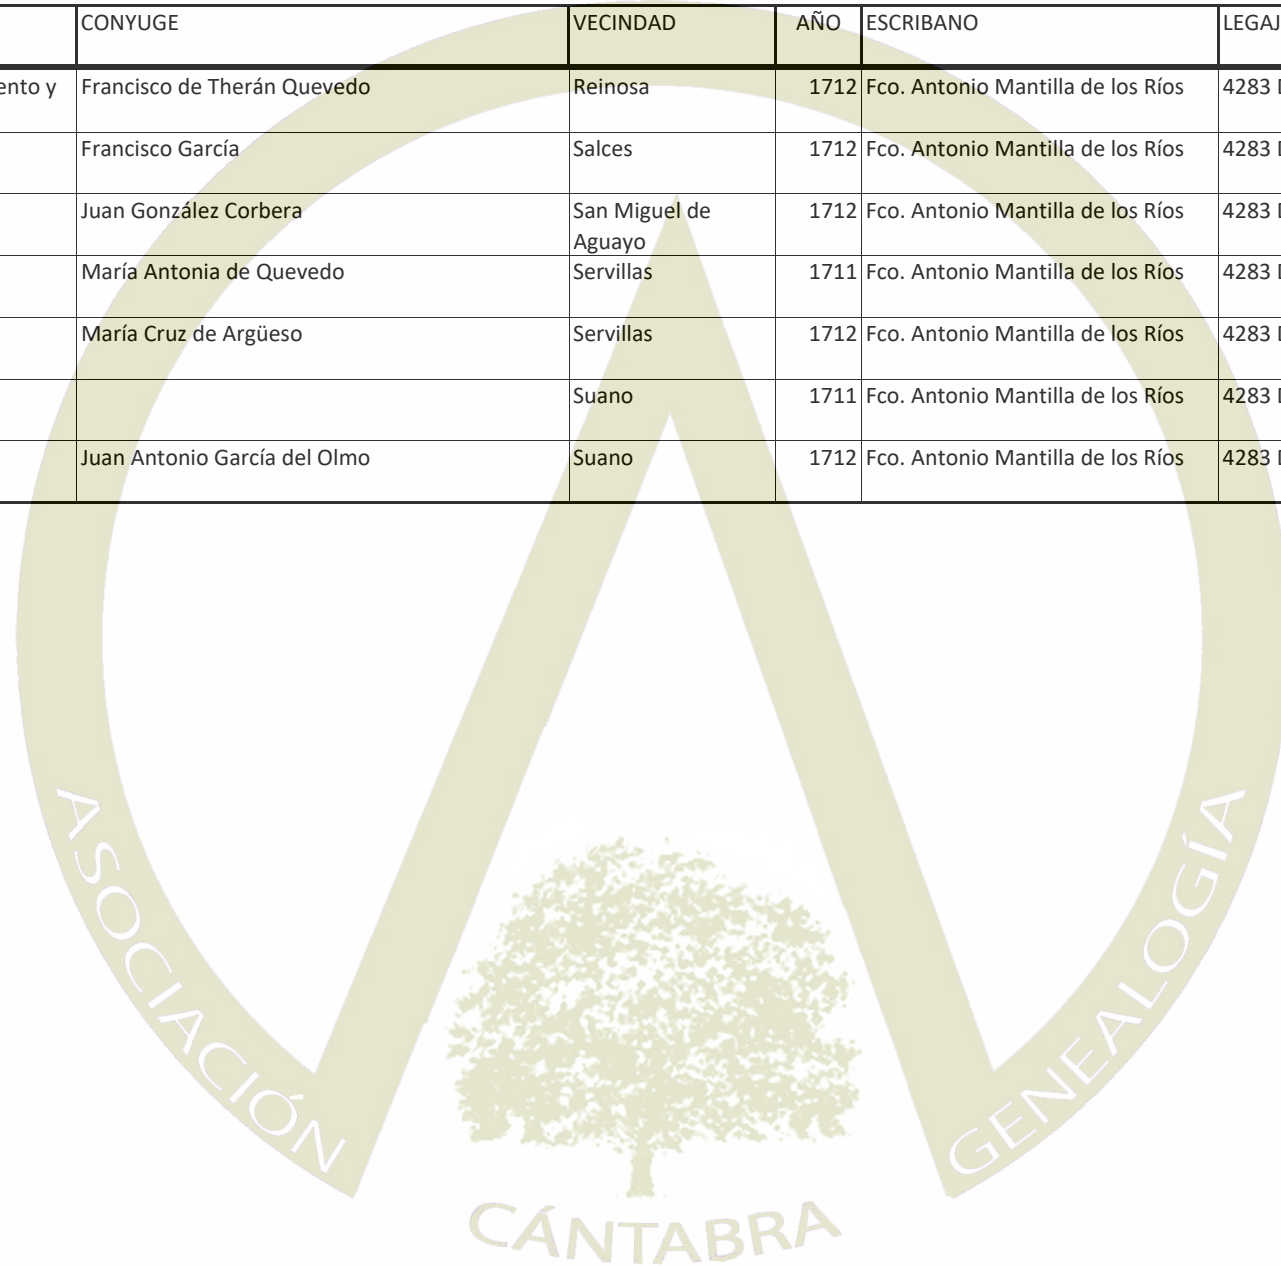 CONYUGE VECINDAD AÑO ESCRIBANO LEGAJ
ento y Francisco de Therán Quevedo Reinosa 1712 Fco. Antonio Mantilla de los Ríos 4283 D
Francisco García Salces 1712 Fco. Antonio Mantilla de los Ríos 4283 D
Juan González Corbera San Miguel de 1712 Fco. Antonio Mantilla de los Ríos 4283 D
Aguayo
María Antonia de Quevedo Servillas 1711 Fco. Antonio Mantilla de los Ríos 4283 D
María Cruz de Argüeso Servillas 1712 Fco. Antonio Mantilla de los Ríos 4283 D
Suano 1711 Fco. Antonio Mantilla de los Ríos 4283 D
Juan Antonio García del Olmo Suano 1712 Fco. Antonio Mantilla de los Ríos 4283 D
ASOCIACIÓN
GENEALOGÍA
CÁNTABRA